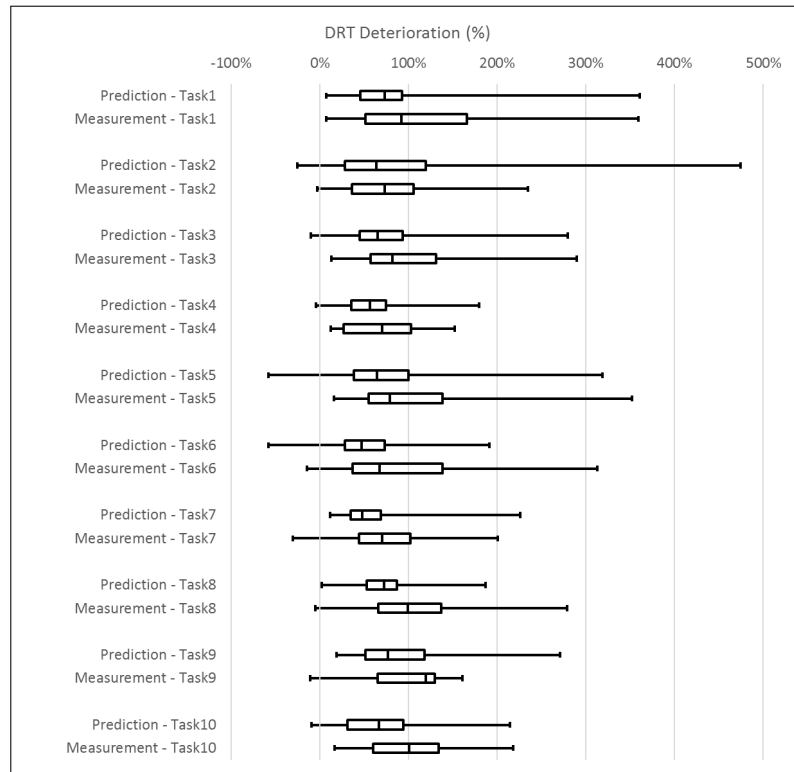 DRT Deterioration (%)
-100% 0% 100% 200% 300% 400% 500%
Prediction - Task1
Measurement - Task1
Prediction - Task2
Measurement - Task2
Prediction - Task3
Measurement - Task3
Prediction - Task4
Measurement - Task4
Prediction - Task5
Measurement - Task5
Prediction - Task6
Measurement - Task6
Prediction - Task7
Measurement - Task7
Prediction - Task8
Measurement - Task8
Prediction - Task9
Measurement - Task9
Prediction - Task10
Measurement - Task10